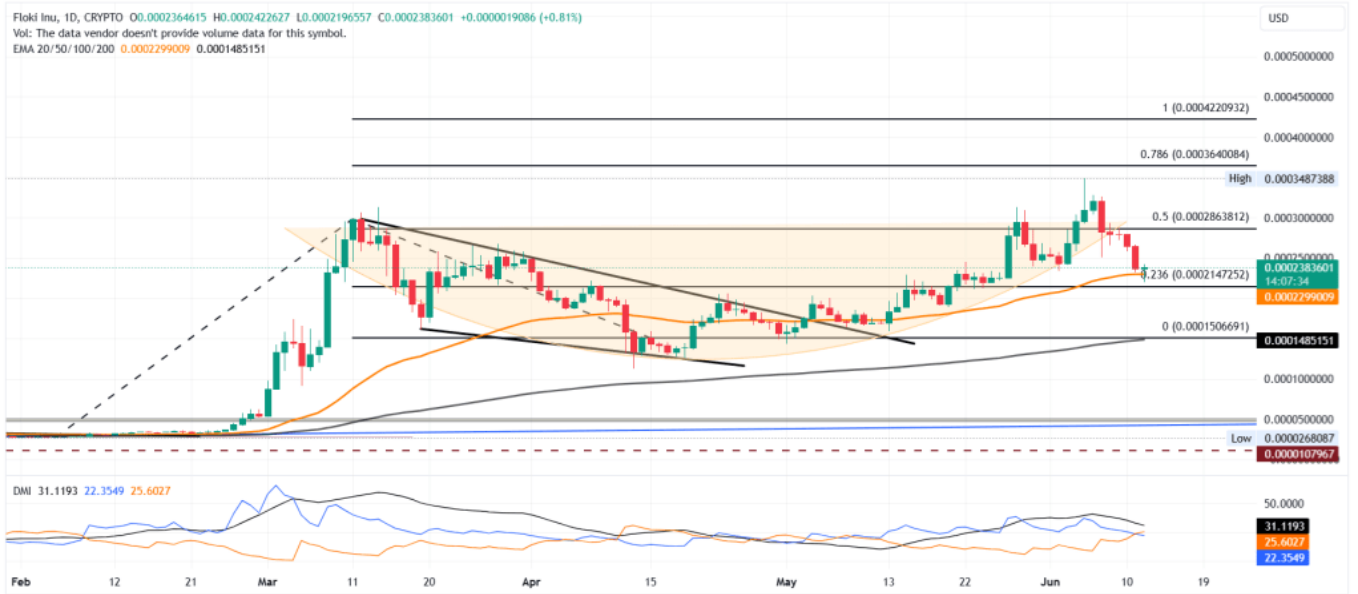 Floki Inu, 1D, CRYPTO O0.0002364615 H0.0002422627 L0.0002196557 C0.0002383601 +0.0000019086 (+0.81%)
USD
Vol: The data vendor doesn't provide volume data for this symbol.
EMA 20/50/100/200 0.0002299009 0.0001485151
0.0005000000
0.0004500000
1 (0.0004220932)
0.0004000000
0.786 (0.0003640084)
High 0.0003487388
0.5 (0.0002863812)
0.0003000000
0.0002383601
0.236 (0.0002147252)
14:07:34
0.0002299009
0 (0.0001506691)
0.0001485151
0.0001000000
0.0000500000
Low 0.0000268087
0.0000107967
DMI 31.1193 22.3549 25.6027
50.0000
31.1193
25.6027
22.3549
Feb 12 21 Mar 11 20 Apr 15 May 13 22 Jun 10 19